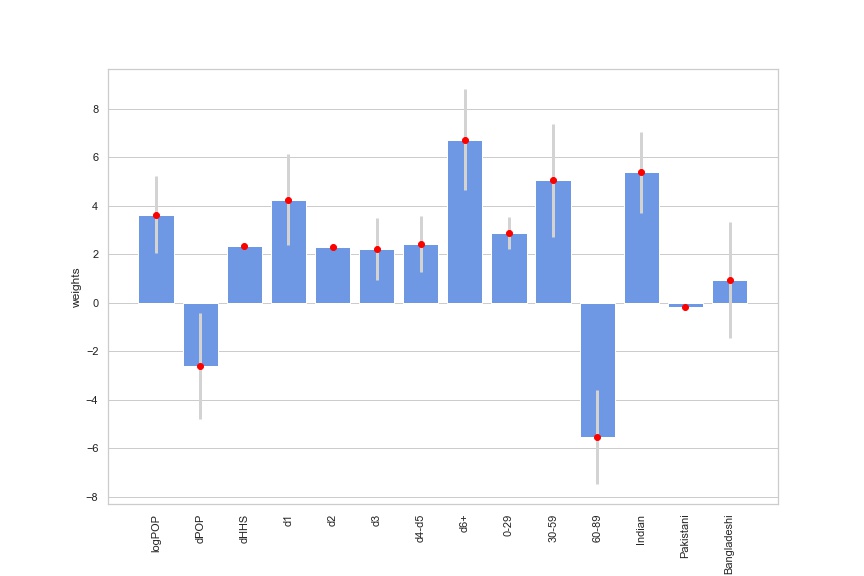 8
6
4
2
0
−2
−4
−6
−8
weights
logPOP
dPOP
dHHS
d1
d2
d3
d4-d5
d6+
0-29
30-59
60-89
Indian
Pakistani
Bangladeshi